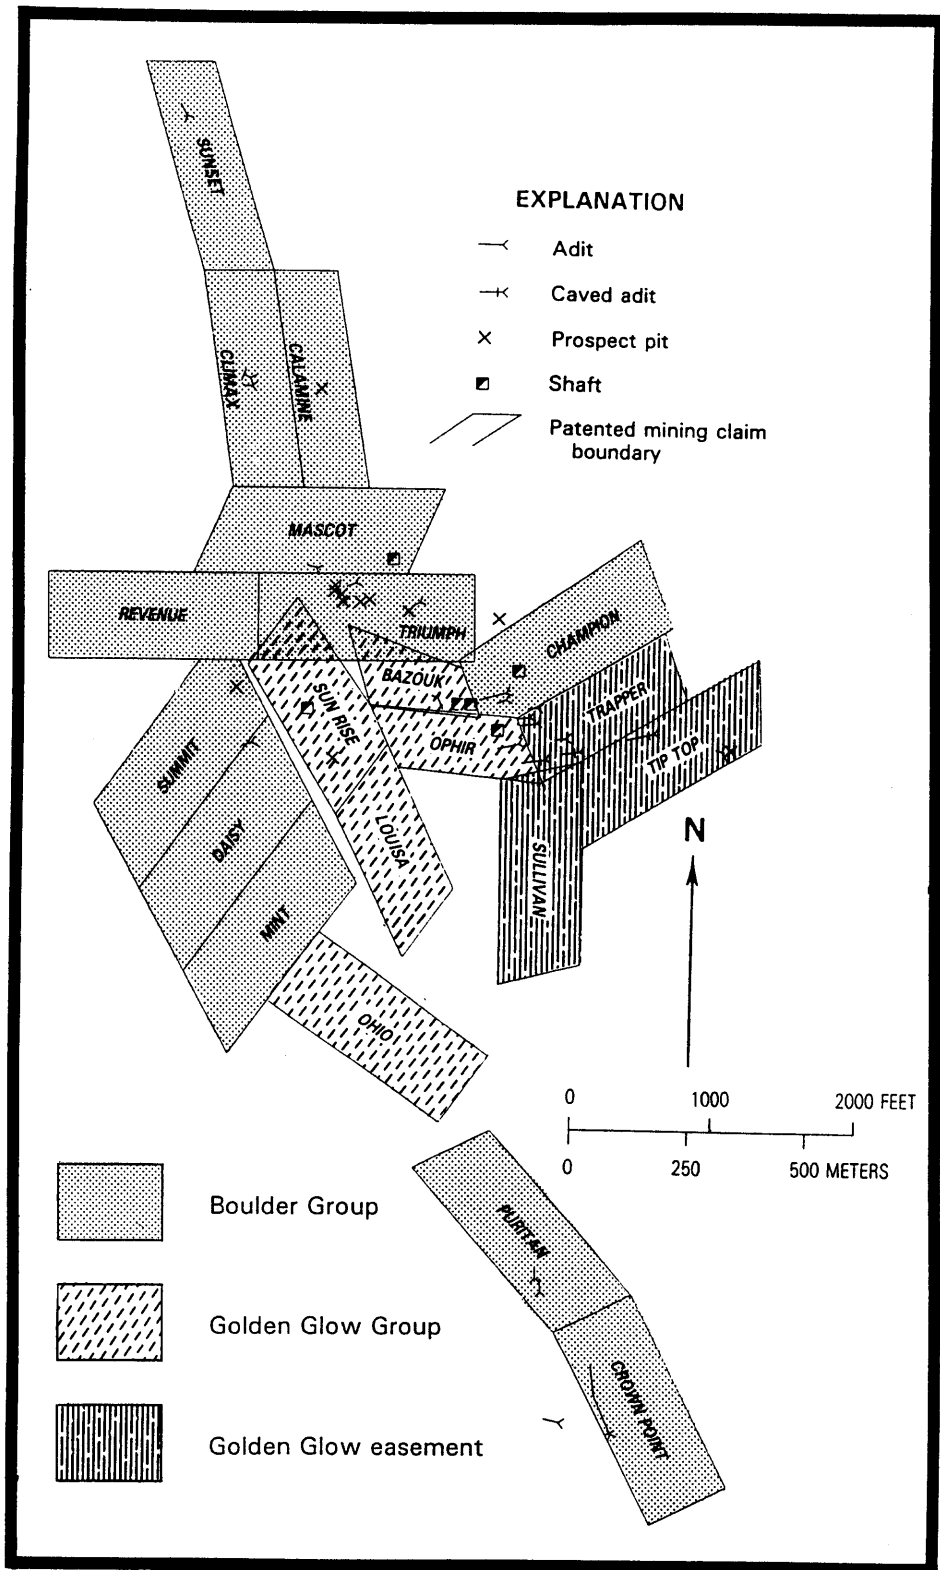 SUNSET
EXPLANATION
Adit
Caved adit
Prospect pit
Shaft
Patented mining claim
boundary
CLIMAX
CALAMINE
MASCOT
REVENUE
TRIUMPH
CHAMPION
BAZOUK
SUN RISE
TRAPPER
OPHIR
TIP TOP
SUMMIT
DAISY
LOUISA
SULLIVAN
N
MINT
OHIO
0 1000 2000 FEET
0 250 500 METERS
Boulder Group
PURITAN
Golden Glow Group
CROWN POINT
Golden Glow easement